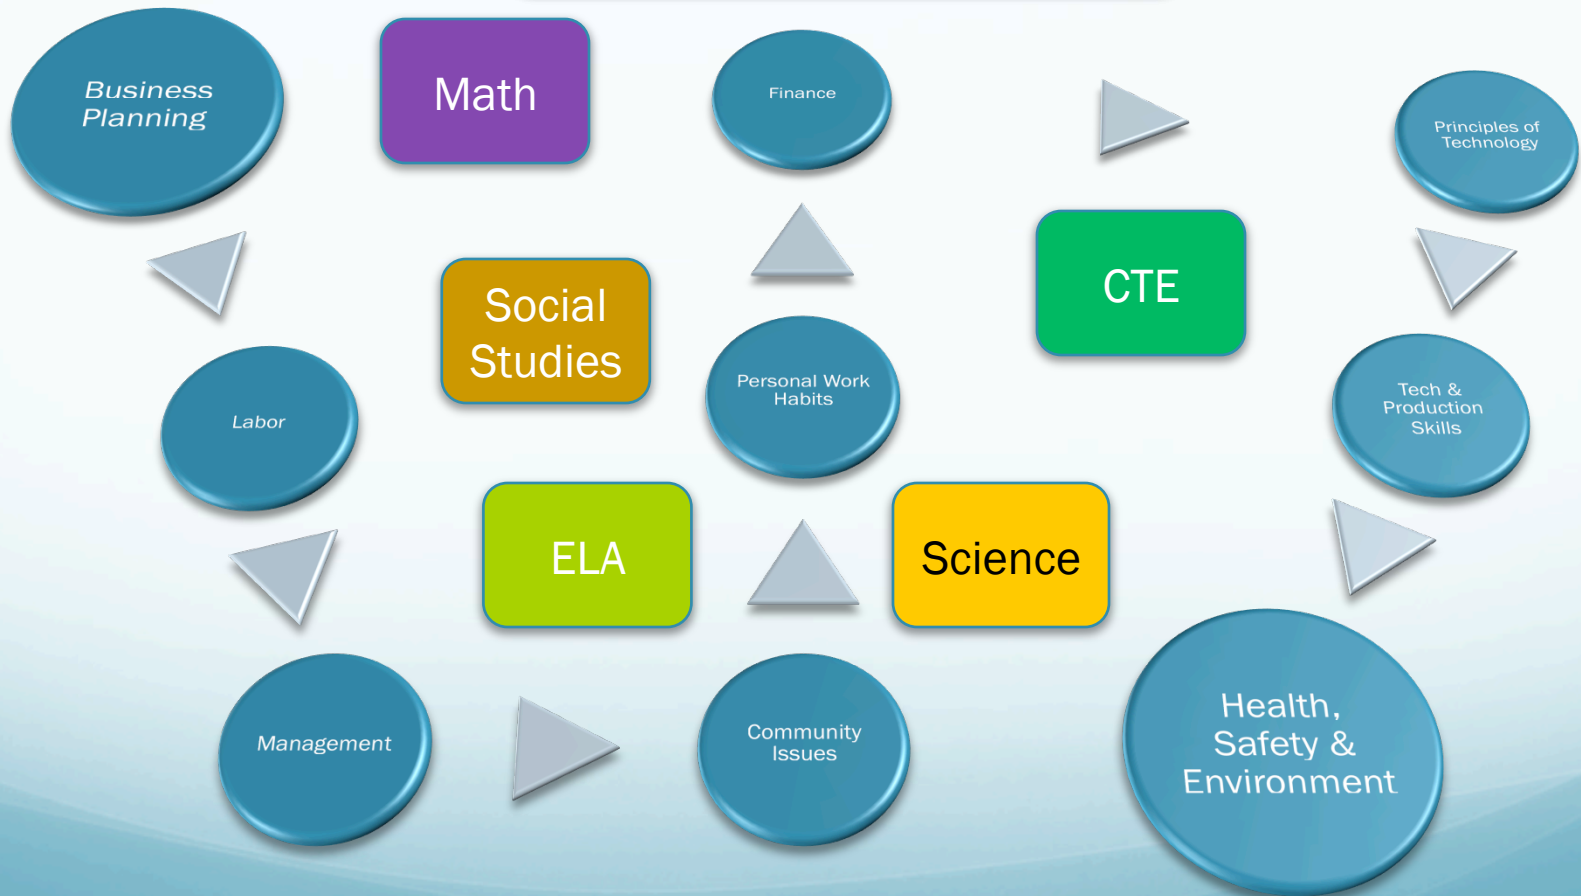 Business
Planning
Math
Finance
Principles of
Technology
Social
Studies
CTE
Labor
Personal Work
Habits
Tech &
Production
Skills
ELA
Science
Management
Community
Issues
Health,
Safety &
Environment